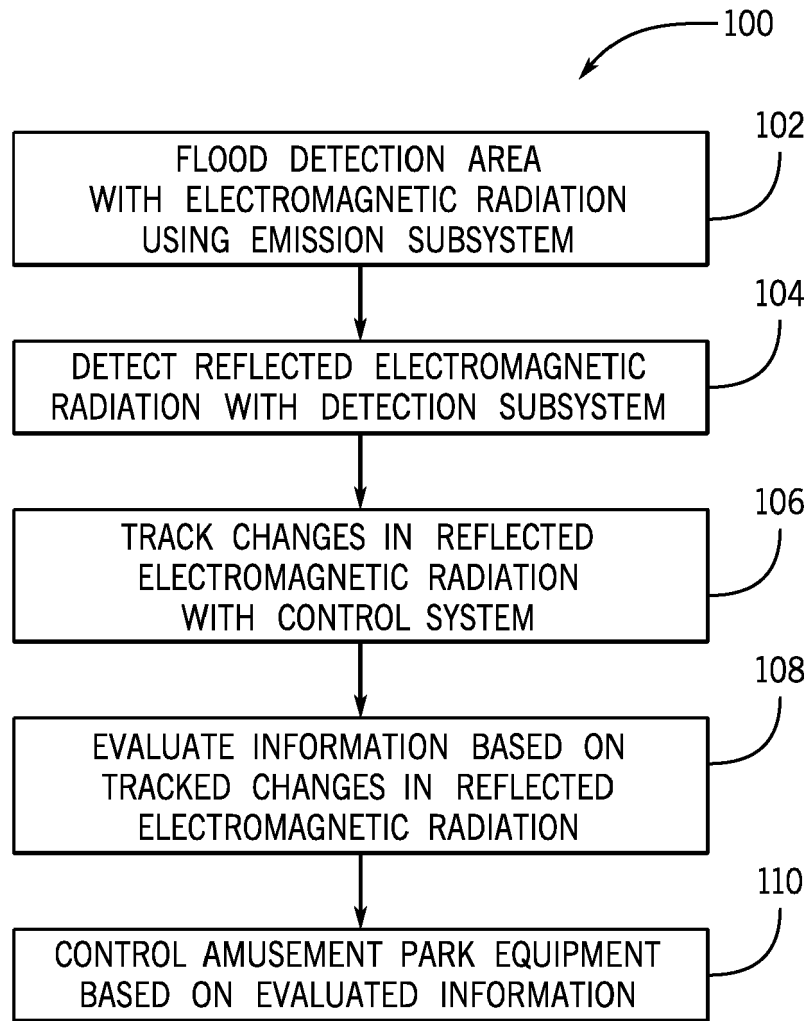 100
102
FLOOD DETECTION AREA
WITH ELECTROMAGNETIC RADIATION
USING EMISSION SUBSYSTEM
104
DETECT REFLECTED ELECTROMAGNETIC
RADIATION WITH DETECTION SUBSYSTEM
106
TRACK CHANGES IN REFLECTED
ELECTROMAGNETIC RADIATION
WITH CONTROL SYSTEM
108
EVALUATE INFORMATION BASED ON
TRACKED CHANGES IN REFLECTED
ELECTROMAGNETIC RADIATION
110
CONTROL AMUSEMENT PARK EQUIPMENT
BASED ON EVALUATED INFORMATION